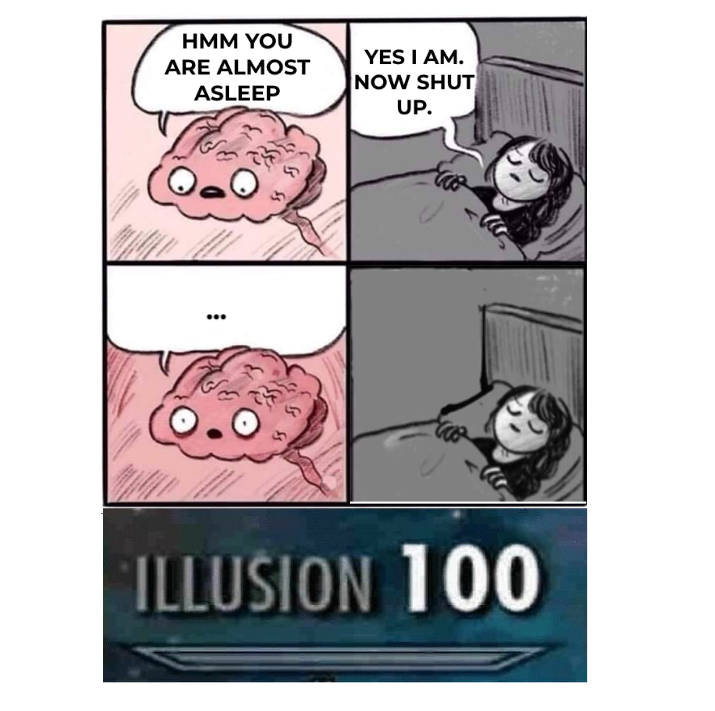 HMM YOU
ARE ALMOST
ASLEEP
YES I AM.
NOW SHUT
UP.
...
ILLUSION 100